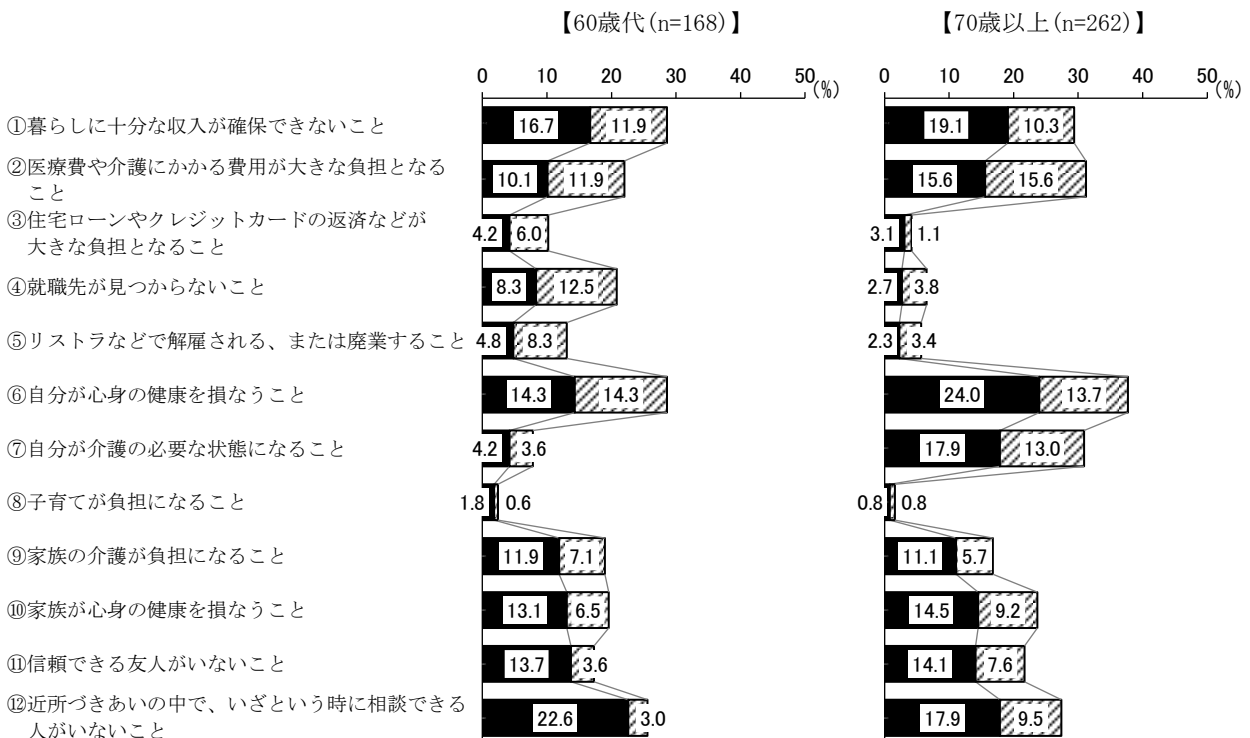 【60歳代(n=168)】 【70歳以上(n=262)】
0 10 20 30 40 50 (%) 0 10 20 30 40 50 (%)
①暮らしに十分な収入が確保できないこと 16.7 11.9 19.1 10.3
②医療費や介護にかかる費用が大きな負担となる
こと 10.1 11.9 15.6 15.6
③住宅ローンやクレジットカードの返済などが
大きな負担となること 4.2 6.0 3.1 1.1
④就職先が見つからないこと 8.3 12.5 2.7 3.8
⑤リストラなどで解雇される、または廃業すること 4.8 8.3 2.3 3.4
⑥自分が心身の健康を損なうこと 14.3 14.3 24.0 13.7
⑦自分が介護の必要な状態になること 4.2 3.6 17.9 13.0
⑧子育てが負担になること 1.8 0.6 0.8 0.8
⑨家族の介護が負担になること 11.9 7.1 11.1 5.7
⑩家族が心身の健康を損なうこと 13.1 6.5 14.5 9.2
⑪信頼できる友人がいないこと 13.7 3.6 14.1 7.6
⑫近所づきあいの中で、いざという時に相談できる
人がいないこと 22.6 3.0 17.9 9.5